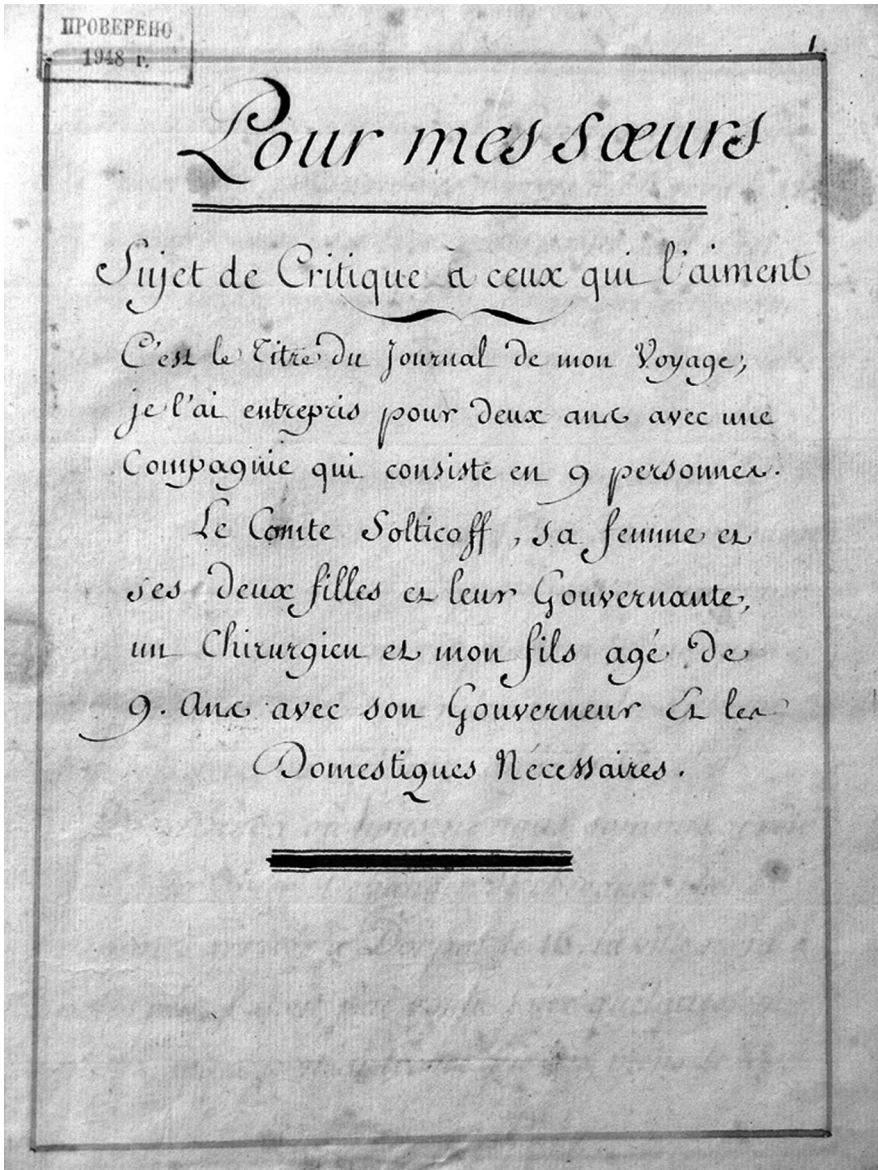 ПРОВЕРЕНО
1948 г.
1.
Pour mes sœurs
Sujet de Critique a ceux qui l'aiment
C'est le Titre du Journal de mon Voyage;
je l'ai entrepris pour deux ans avec une
Compagnie qui consiste en 9 personnes.
Le Comte Solticoff, sa femme et
ses deux filles et leur Gouvernante,
un Chirurgien et mon fils agé de
9. Ans avec son Gouverneur Et les
Domestiques Nécessaires.